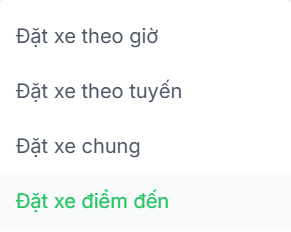 Đặt xe theo giờ
Đặt xe theo tuyến
Đặt xe chung
Đặt xe điểm đến